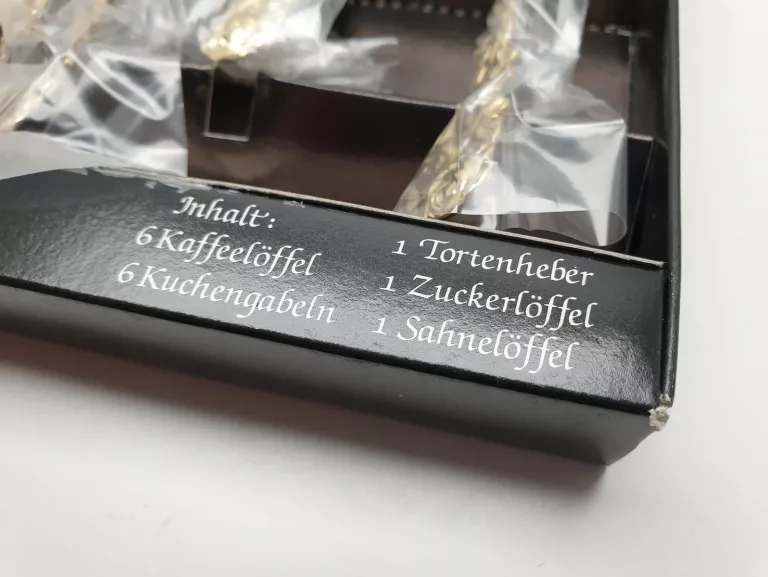 Inhalt:
6 Kaffeelöffel
6 Kuchengabeln
1 Tortenheber
1 Zuckerlöffel
1 Sahnelöffel